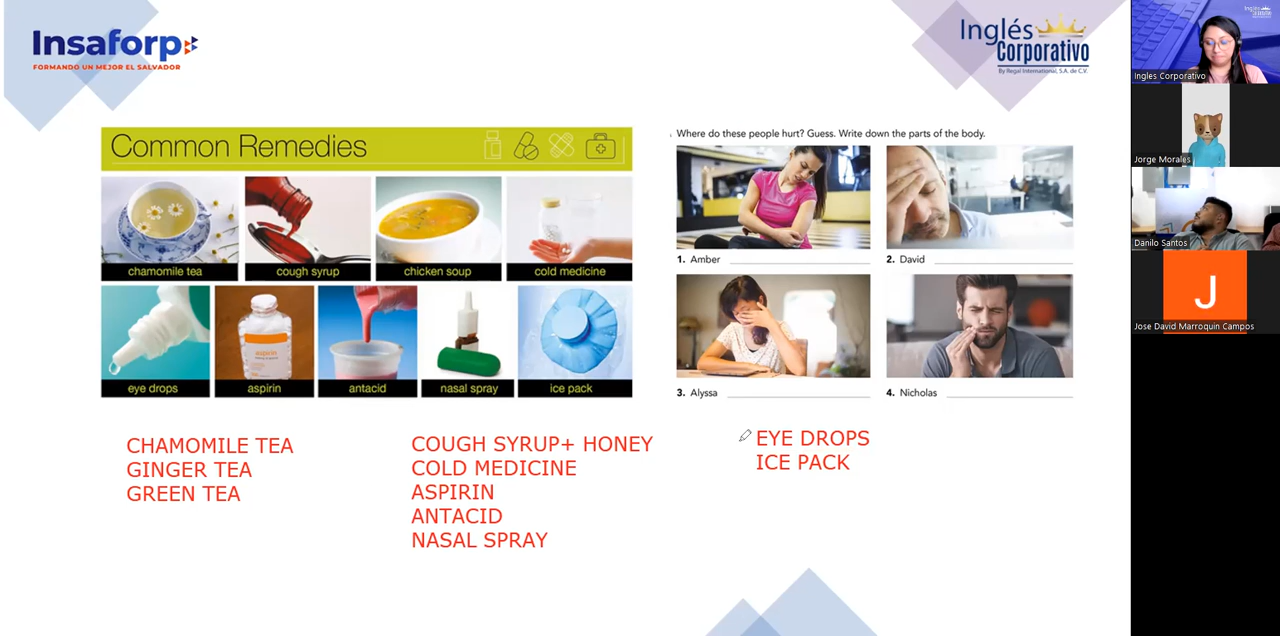 Insaforp
FORMANDO UN MEJOR EL SALVADOR
Inglés
Corporativo
By Regal International, S.A. de C.V.
Common Remedies
chamomile tea
cough syrup
chicken soup
cold medicine
eye drops
aspirin
aspirin
antacid
nasal spray
ice pack
Where do these people hurt? Guess. Write down the parts of the body.
1. Amber
2. David
3. Alyssa
4. Nicholas
CHAMOMILE TEA
GINGER TEA
GREEN TEA
COUGH SYRUP+ HONEY
COLD MEDICINE
ASPIRIN
ANTACID
NASAL SPRAY
EYE DROPS
ICE PACK
Ingles Corporativo
Jorge Morales
Danilo Santos
J
Jose David Marroquin Campos